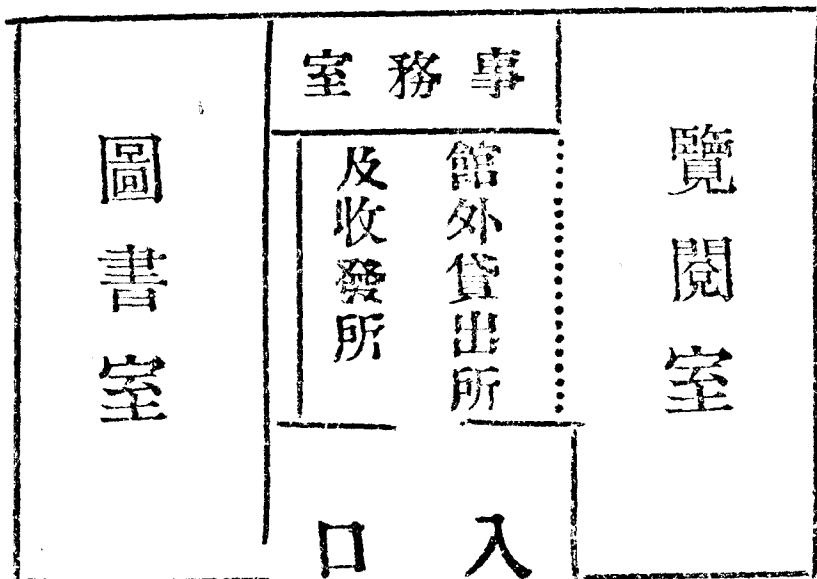 覽閱室
事務室
館外貸出所
及收發所
圖書室
入口